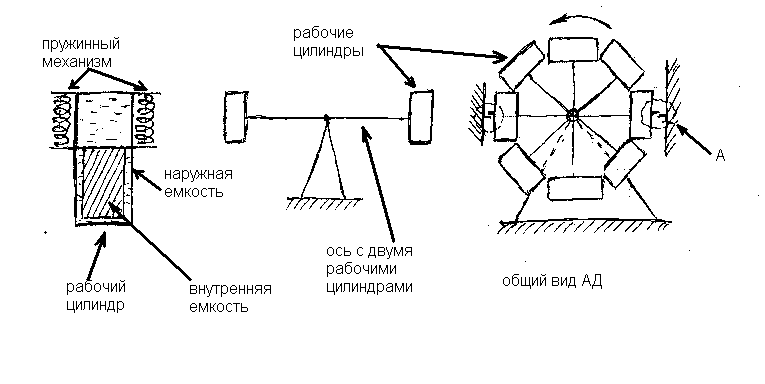 пружинный
механизм
рабочие
цилиндры
А
наружная
емкость
рабочий
цилиндр
внутренняя
емкость
ось с двумя
рабочими
цилиндрами
общий вид АД